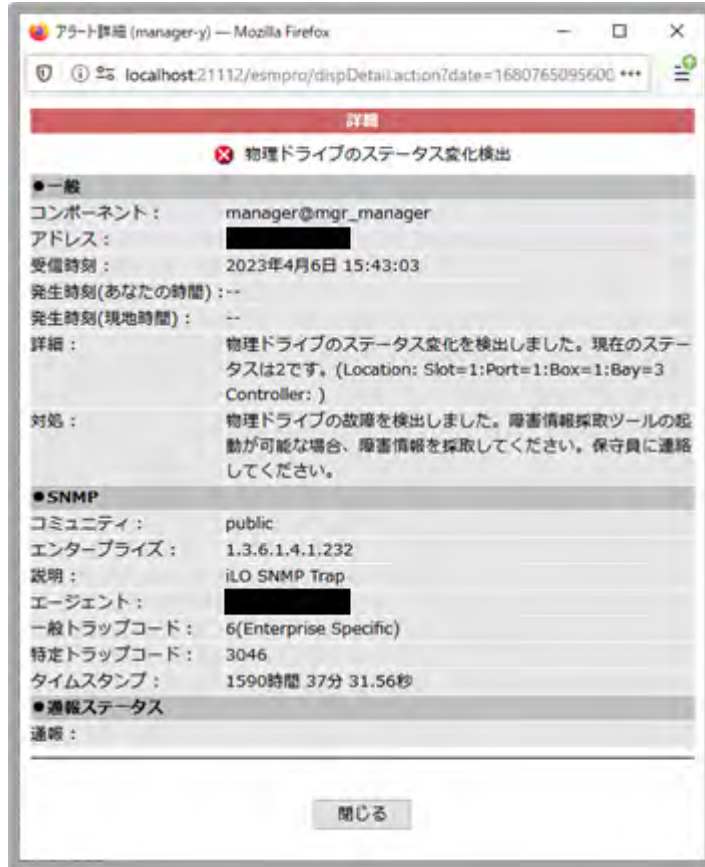 アラート詳細 (manager-y) — Mozilla Firefox
localhost:21112/esmpro/dispDetail.action?date=1680765095600 •••
詳細
物理ドライブのステータス変化検出
●一般
コンポーネント： manager@mgr_manager
アドレス：
受信時刻： 2023年4月6日 15:43:03
発生時刻(あなたの時間)：--
発生時刻(現地時間)： --
詳細： 物理ドライブのステータス変化を検出しました。現在のステー
タスは2です。(Location: Slot=1:Port=1:Box=1:Bay=3
Controller: )
対処： 物理ドライブの故障を検出しました。障害情報採取ツールの起
動が可能な場合、障害情報を採取してください。保守員に連絡
してください。
●SNMP
コミュニティ： public
エンタープライズ： 1.3.6.1.4.1.232
説明： iLO SNMP Trap
エージェント：
一般トラップコード： 6(Enterprise Specific)
特定トラップコード： 3046
タイムスタンプ： 1590時間 37分 31.56秒
●通報ステータス
通報：
閉じる